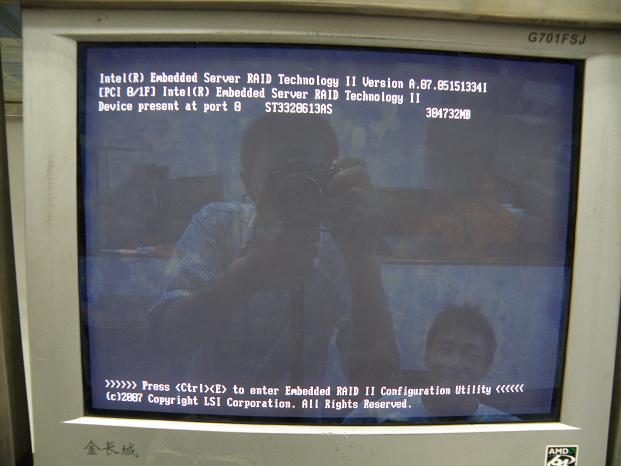 G701FSJ
Intel(R) Embedded Server RAID Technology II Version A.07.05151334I
[PCI 0/1F] Intel(R) Embedded Server RAID Technology II
Device present at port 0 ST3320613AS 304732MB
>>>>>> Press <Ctrl><E> to enter Embedded RAID II Configuration Utility <<<<<<
(c)2007 Copyright LSI Corporation. All Rights Reserved.
金长城
AMD